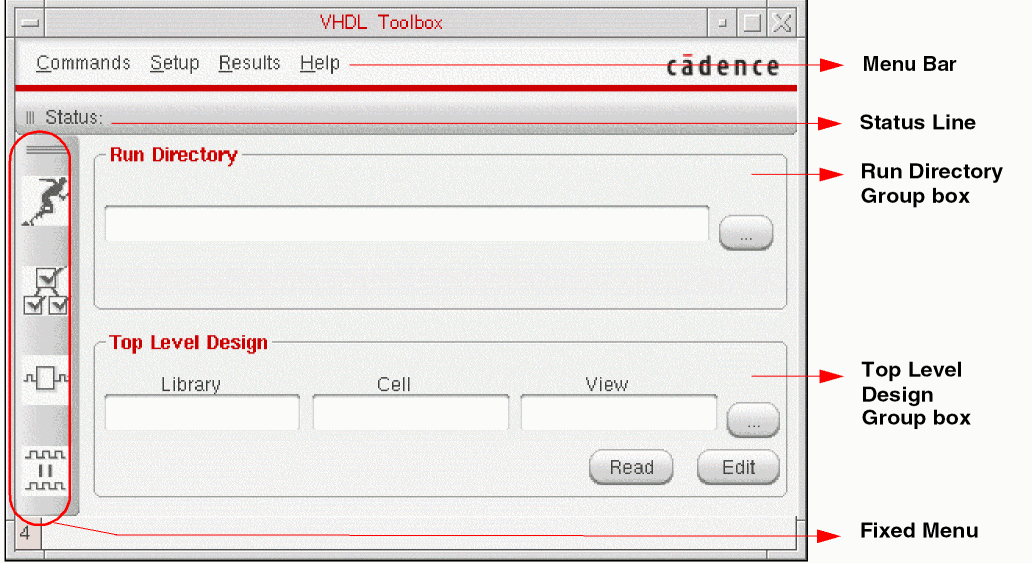 VHDL Toolbox
Commands Setup Results Help
cādence
Menu Bar
Status:
Status Line
Run Directory
Run Directory
Group box
...
Top Level Design
Top Level
Design
Group box
Library Cell View
...
Read Edit
4
Fixed Menu